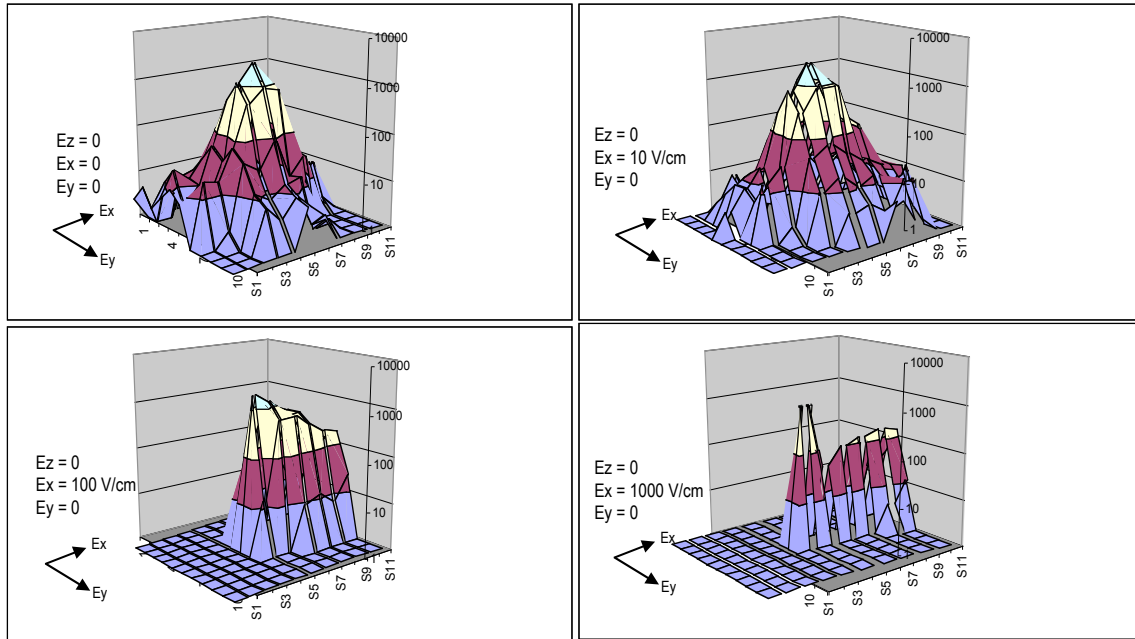 10000
1000
100
10
Ez = 0
Ex = 0
Ey = 0
Ex
Ey
1
4
10
S1
S3
S5
S7
S9
S11
10000
1000
100
10
1
Ez = 0
Ex = 10 V/cm
Ey = 0
Ex
Ey
10
S1
S3
S5
S7
S9
S11
10000
1000
100
10
Ez = 0
Ex = 100 V/cm
Ey = 0
Ex
Ey
S1
S3
S5
S7
S9
S11
10000
1000
100
10
Ez = 0
Ex = 1000 V/cm
Ey = 0
Ex
Ey
10
S1
S3
S5
S7
S9
S11